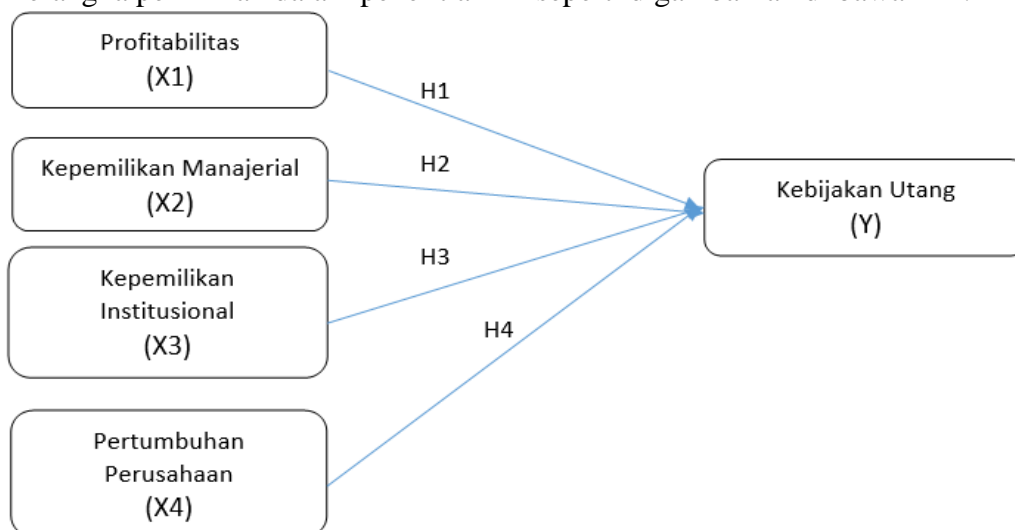 Profitabilitas
(X1)
H1
Kepemilikan Manajerial
(X2)
H2
Kebijakan Utang
(Y)
Kepemilikan
Institusional
(X3)
H3
H4
Pertumbuhan
Perusahaan
(X4)